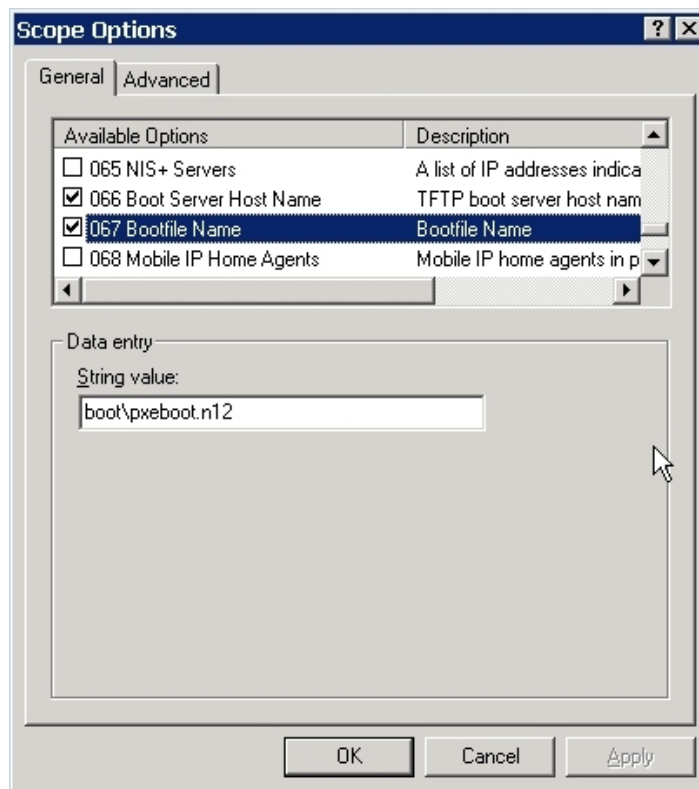 Scope Options
? X
General Advanced
Available Options Description
065 NIS+ Servers A list of IP addresses indica
066 Boot Server Host Name TFTP boot server host nam
067 Bootfile Name Bootfile Name
068 Mobile IP Home Agents Mobile IP home agents in p
Data entry
String value:
boot\pxeboot.n12
OK Cancel Apply